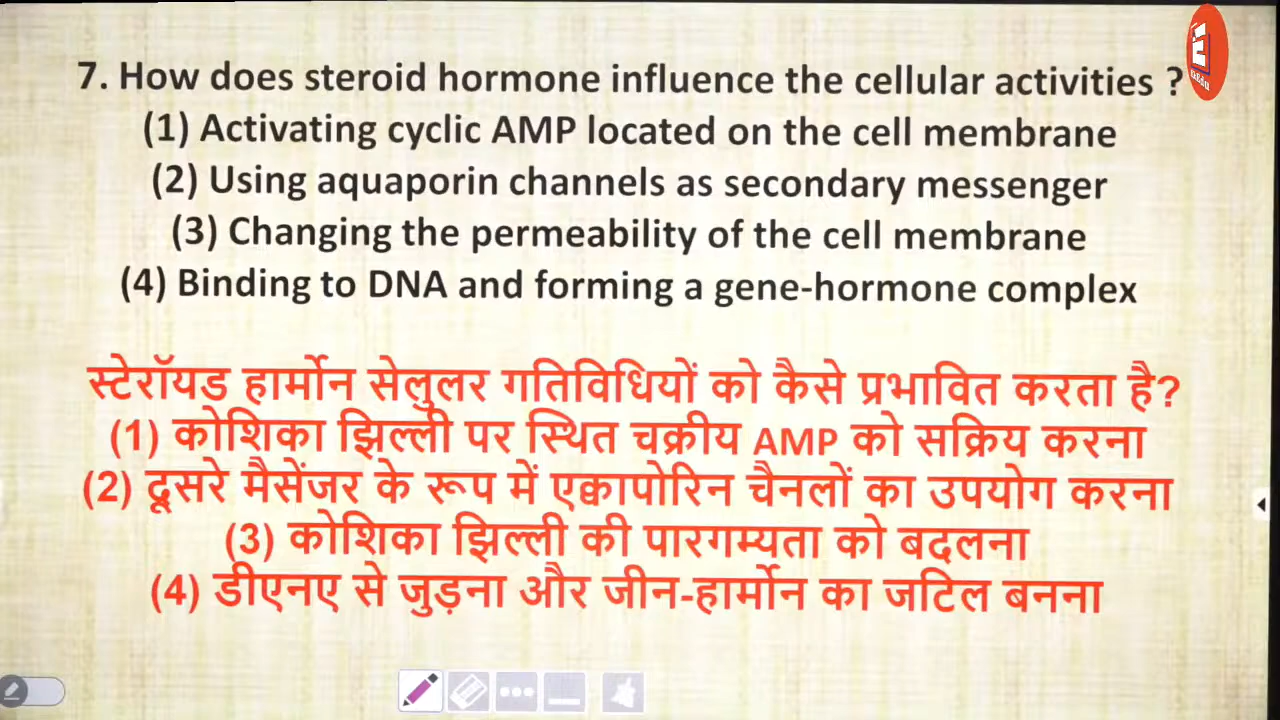 7. How does steroid hormone influence the cellular activities ?
(1) Activating cyclic AMP located on the cell membrane
(2) Using aquaporin channels as secondary messenger
(3) Changing the permeability of the cell membrane
(4) Binding to DNA and forming a gene-hormone complex
स्टेरॉयड हार्मोन सेलुलर गतिविधियों को कैसे प्रभावित करता है?
(1) कोशिका झिल्ली पर स्थित चक्रीय AMP को सक्रिय करना
(2) दूसरे मैसेंजर के रूप में एक्वापोरिन चैनलों का उपयोग करना
(3) कोशिका झिल्ली की पारगम्यता को बदलना
(4) डीएनए से जुड़ना और जीन-हार्मोन का जटिल बनना